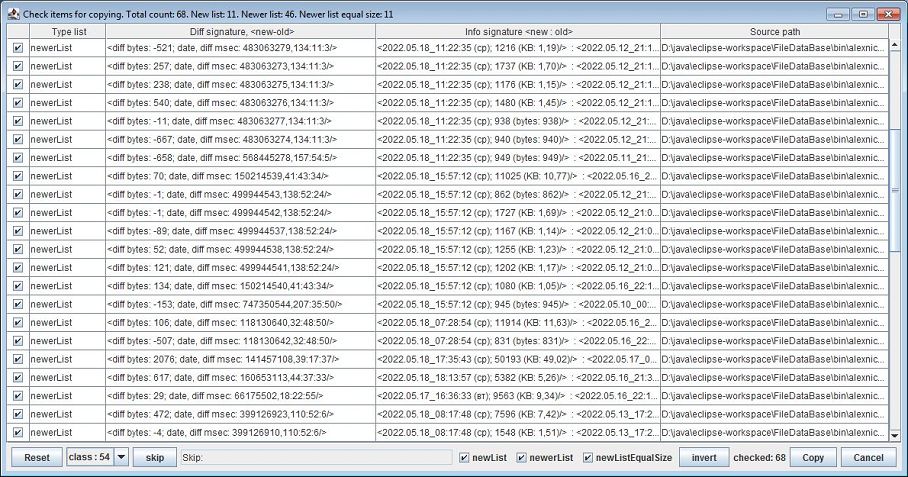 Check items for copying. Total count: 68. New list: 11. Newer list: 46. Newer list equal size: 11
Type list Diff signature, <new-old> Info signature <new : old> Source path
newerList <diff bytes: -521; date, diff msec: 483063279,134:11:3/> <2022.05.18_11:22:35 (cp); 1216 (KB: 1,19)/> : <2022.05.12_21:1... D:\java\eclipse-workspace\FileDataBase\bin\alexnic...
newerList <diff bytes: 257; date, diff msec: 483063276,134:11:3/> <2022.05.18_11:22:35 (cp); 1737 (KB: 1,70)/> : <2022.05.12_21:1... D:\java\eclipse-workspace\FileDataBase\bin\alexnic...
newerList <diff bytes: 238; date, diff msec: 483063275,134:11:3/> <2022.05.18_11:22:35 (cp); 1176 (KB: 1,15)/> : <2022.05.12_21:1... D:\java\eclipse-workspace\FileDataBase\bin\alexnic...
newerList <diff bytes: 540; date, diff msec: 483063276,134:11:3/> <2022.05.18_11:22:35 (cp); 1480 (KB: 1,45)/> : <2022.05.12_21:1... D:\java\eclipse-workspace\FileDataBase\bin\alexnic...
newerList <diff bytes: -11; date, diff msec: 483063277,134:11:3/> <2022.05.18_11:22:35 (cp); 938 (bytes: 938)/> : <2022.05.12_21:... D:\java\eclipse-workspace\FileDataBase\bin\alexnic...
newerList <diff bytes: -667; date, diff msec: 483063274,134:11:3/> <2022.05.18_11:22:35 (cp); 940 (bytes: 940)/> : <2022.05.12_21:... D:\java\eclipse-workspace\FileDataBase\bin\alexnic...
newerList <diff bytes: -658; date, diff msec: 568445278,157:54:5/> <2022.05.18_11:22:35 (cp); 949 (bytes: 949)/> : <2022.05.11_21:... D:\java\eclipse-workspace\FileDataBase\bin\alexnic...
newerList <diff bytes: 70; date, diff msec: 150214539,41:43:34/> <2022.05.18_15:57:12 (cp); 11025 (KB: 10,77)/> : <2022.05.16_2... D:\java\eclipse-workspace\FileDataBase\bin\alexnic...
newerList <diff bytes: -1; date, diff msec: 499944543,138:52:24/> <2022.05.18_15:57:12 (cp); 862 (bytes: 862)/> : <2022.05.12_21:... D:\java\eclipse-workspace\FileDataBase\bin\alexnic...
newerList <diff bytes: -1; date, diff msec: 499944542,138:52:24/> <2022.05.18_15:57:12 (cp); 1727 (KB: 1,69)/> : <2022.05.12_21:0... D:\java\eclipse-workspace\FileDataBase\bin\alexnic...
newerList <diff bytes: -89; date, diff msec: 499944537,138:52:24/> <2022.05.18_15:57:12 (cp); 1167 (KB: 1,14)/> : <2022.05.12_21:0... D:\java\eclipse-workspace\FileDataBase\bin\alexnic...
newerList <diff bytes: 52; date, diff msec: 499944538,138:52:24/> <2022.05.18_15:57:12 (cp); 1255 (KB: 1,23)/> : <2022.05.12_21:0... D:\java\eclipse-workspace\FileDataBase\bin\alexnic...
newerList <diff bytes: 121; date, diff msec: 499944541,138:52:24/> <2022.05.18_15:57:12 (cp); 1202 (KB: 1,17)/> : <2022.05.12_21:0... D:\java\eclipse-workspace\FileDataBase\bin\alexnic...
newerList <diff bytes: 134; date, diff msec: 150214540,41:43:34/> <2022.05.18_15:57:12 (cp); 1080 (KB: 1,05)/> : <2022.05.16_22:1... D:\java\eclipse-workspace\FileDataBase\bin\alexnic...
newerList <diff bytes: -153; date, diff msec: 747350544,207:35:50/> <2022.05.18_15:57:12 (cp); 945 (bytes: 945)/> : <2022.05.10_00:... D:\java\eclipse-workspace\FileDataBase\bin\alexnic...
newerList <diff bytes: 106; date, diff msec: 118130640,32:48:50/> <2022.05.18_07:28:54 (cp); 11914 (KB: 11,63)/> : <2022.05.16_2... D:\java\eclipse-workspace\FileDataBase\bin\alexnic...
newerList <diff bytes: -507; date, diff msec: 118130642,32:48:50/> <2022.05.18_07:28:54 (cp); 831 (bytes: 831)/> : <2022.05.16_22:... D:\java\eclipse-workspace\FileDataBase\bin\alexnic...
newerList <diff bytes: 2076; date, diff msec: 141457108,39:17:37/> <2022.05.18_17:35:43 (cp); 50193 (KB: 49,02)/> : <2022.05.17_0... D:\java\eclipse-workspace\FileDataBase\bin\alexnic...
newerList <diff bytes: 617; date, diff msec: 160653113,44:37:33/> <2022.05.18_18:13:57 (cp); 5382 (KB: 5,26)/> : <2022.05.16_21:3... D:\java\eclipse-workspace\FileDataBase\bin\alexnic...
newerList <diff bytes: 29; date, diff msec: 66175502,18:22:55/> <2022.05.17_16:36:33 (вт); 9563 (KB: 9,34)/> : <2022.05.16_22:1... D:\java\eclipse-workspace\FileDataBase\bin\alexnic...
newerList <diff bytes: 472; date, diff msec: 399126923,110:52:6/> <2022.05.18_08:17:48 (cp); 7596 (KB: 7,42)/> : <2022.05.13_17:2... D:\java\eclipse-workspace\FileDataBase\bin\alexnic...
newerList <diff bytes: -4; date, diff msec: 399126910,110:52:6/> <2022.05.18_08:17:48 (cp); 1548 (KB: 1,51)/> : <2022.05.13_17:2... D:\java\eclipse-workspace\FileDataBase\bin\alexnic...
Reset class : 54 skip Skip: newList newerList newListEqualSize invert checked: 68 Copy Cancel